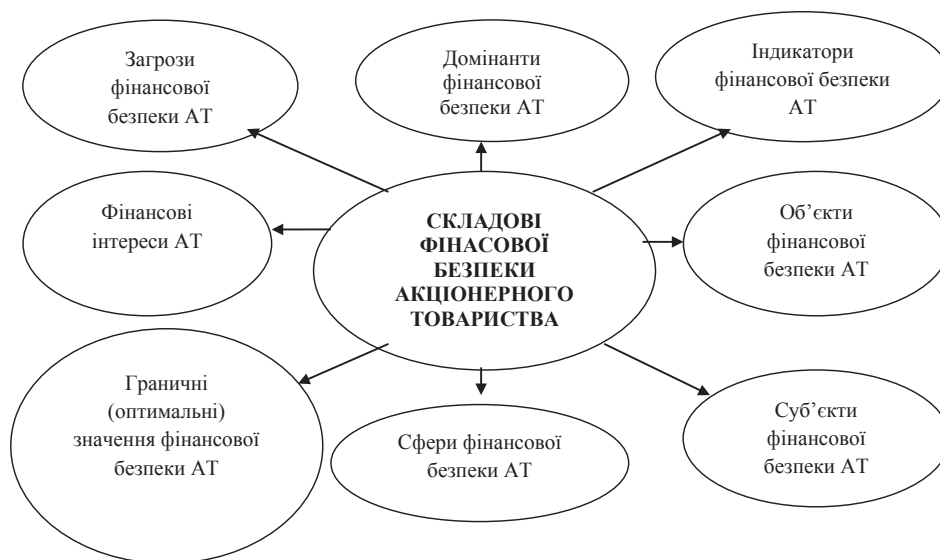 Загрози
фінансової
безпеки АТ
Домінанти
фінансової
безпеки АТ
Індикатори
фінансової безпеки
АТ
Фінансові
інтереси АТ
СКЛАДОВІ
ФІНАСОВОЇ
БЕЗПЕКИ
АКЦІОНЕРНОГО
ТОВАРИСТВА
Об’єкти
фінансової
безпеки АТ
Граничні
(оптимальні)
значення фінансової
безпеки АТ
Сфери фінансової
безпеки АТ
Суб’єкти
фінансової
безпеки АТ